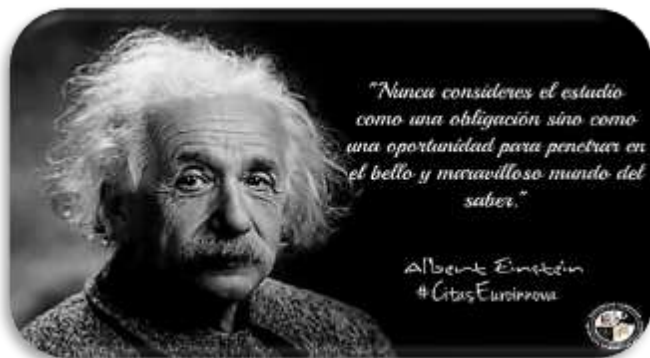 "Nunca consideres el estudio
como una obligación sino como
una oportunidad para penetrar en
el bello y maravilloso mundo del
saber."
Albert Einstein
#CitasEuroinnova